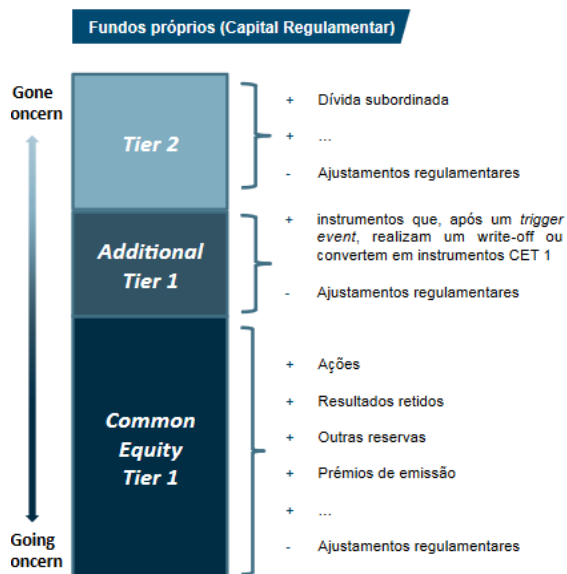 Fundos próprios (Capital Regulamentar)
Gone
oncern
Tier 2
+ Dívida subordinada
+ ...
- Ajustamentos regulamentares
Additional
Tier 1
+ instrumentos que, após um trigger
event, realizam um write-off ou
convertem em instrumentos CET 1
- Ajustamentos regulamentares
Common
Equity
Tier 1
+ Ações
+ Resultados retidos
+ Outras reservas
+ Prémios de emissão
+ ...
- Ajustamentos regulamentares
Going
oncern